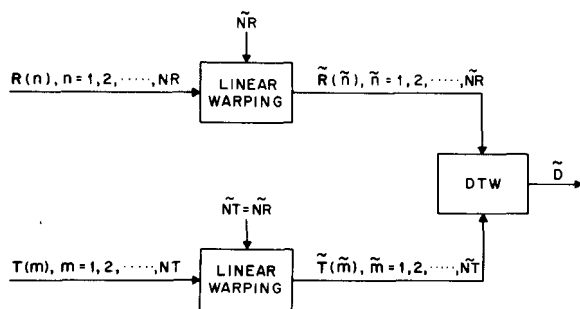 ÑR
R(n), n = 1, 2, ·····, NR
LINEAR
WARPING
R̃(ñ), ñ = 1, 2, ·····, ÑR
DTW
D̃
ÑT = ÑR
T(m), m = 1, 2, ·····, NT
LINEAR
WARPING
T̃(m̃), m̃ = 1, 2, ·····, ÑT